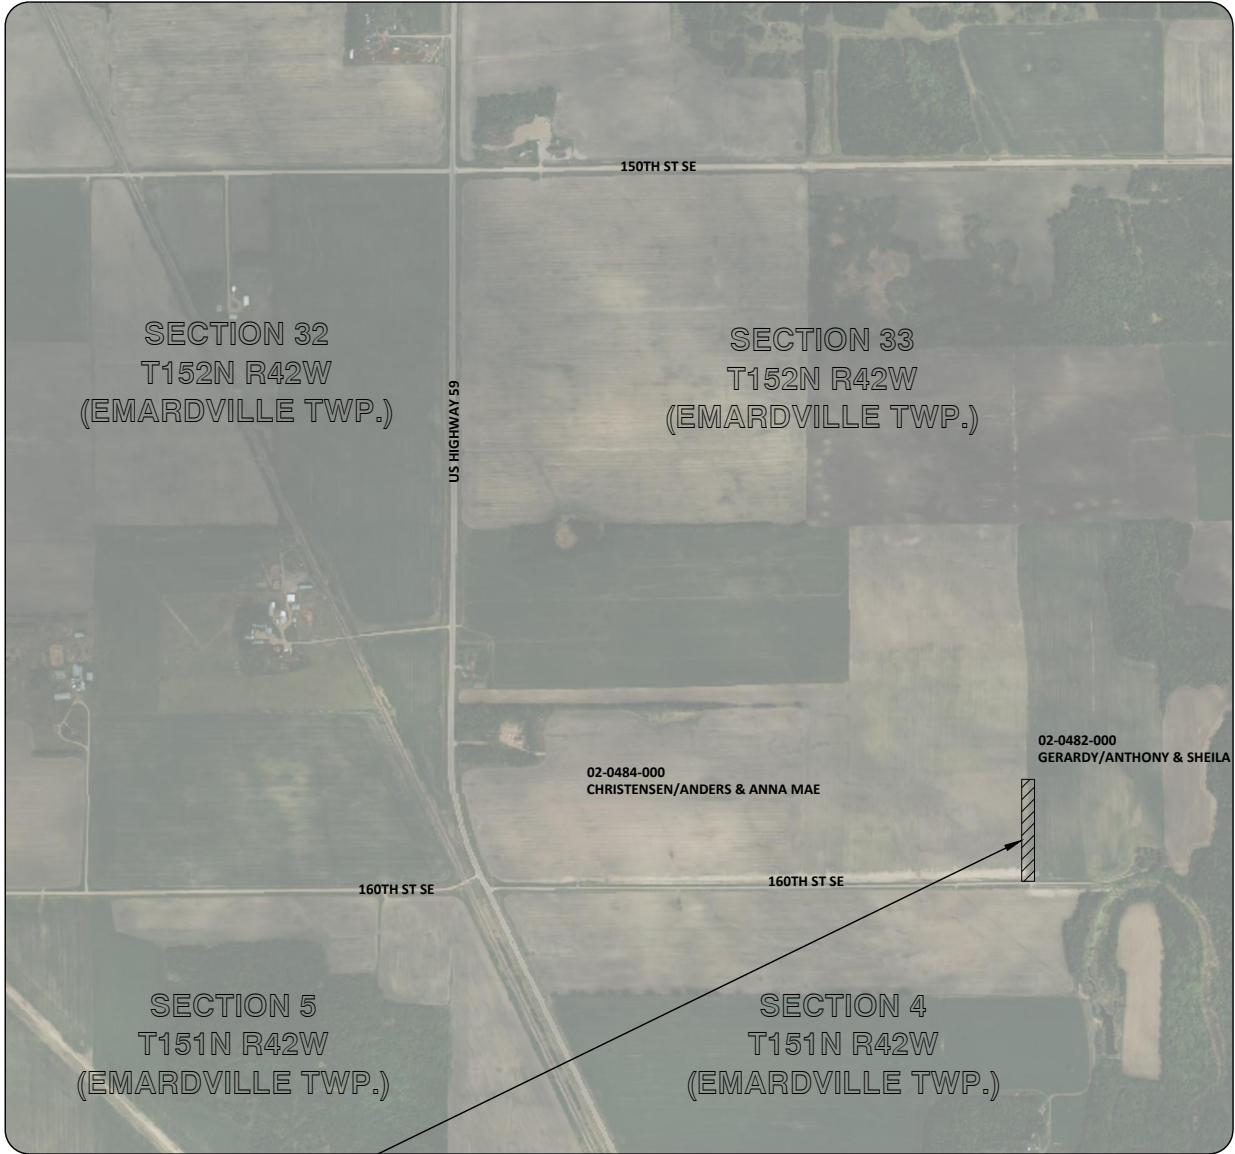 150TH ST SE
SECTION 32
T152N R42W
(EMARDVILLE TWP.)
SECTION 33
T152N R42W
(EMARDVILLE TWP.)
US HIGHWAY 59
02-0482-000
GERARDY/ANTHONY & SHEILA
02-0484-000
CHRISTENSEN/ANDERS & ANNA MAE
160TH ST SE
160TH ST SE
SECTION 5
T151N R42W
(EMARDVILLE TWP.)
SECTION 4
T151N R42W
(EMARDVILLE TWP.)